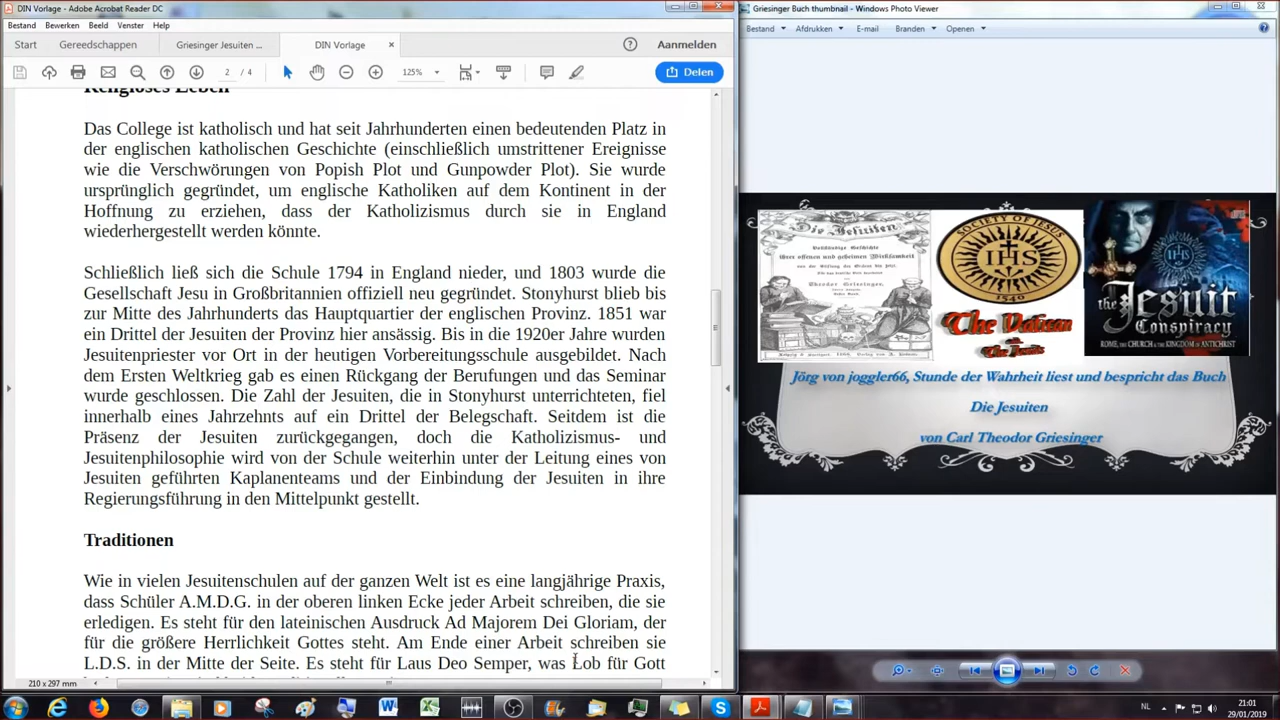 DIN Vorlage - Adobe Acrobat Reader DC
Bestand Bewerken Beeld Venster Help
Start Gereedschappen Griesinger Jesuiten ... DIN Vorlage × Aanmelden
2 / 4 125% Delen
Religiöses Leben
Das College ist katholisch und hat seit Jahrhunderten einen bedeutenden Platz in
der englischen katholischen Geschichte (einschließlich umstrittener Ereignisse
wie die Verschwörungen von Popish Plot und Gunpowder Plot). Sie wurde
ursprünglich gegründet, um englische Katholiken auf dem Kontinent in der
Hoffnung zu erziehen, dass der Katholizismus durch sie in England
wiederhergestellt werden könnte.
Schließlich ließ sich die Schule 1794 in England nieder, und 1803 wurde die
Gesellschaft Jesu in Großbritannien offiziell neu gegründet. Stonyhurst blieb bis
zur Mitte des Jahrhunderts das Hauptquartier der englischen Provinz. 1851 war
ein Drittel der Jesuiten der Provinz hier ansässig. Bis in die 1920er Jahre wurden
Jesuitenpriester vor Ort in der heutigen Vorbereitungsschule ausgebildet. Nach
dem Ersten Weltkrieg gab es einen Rückgang der Berufungen und das Seminar
wurde geschlossen. Die Zahl der Jesuiten, die in Stonyhurst unterrichteten, fiel
innerhalb eines Jahrzehnts auf ein Drittel der Belegschaft. Seitdem ist die
Präsenz der Jesuiten zurückgegangen, doch die Katholizismus- und
Jesuitenphilosophie wird von der Schule weiterhin unter der Leitung eines von
Jesuiten geführten Kaplanenteams und der Einbindung der Jesuiten in ihre
Regierungsführung in den Mittelpunkt gestellt.
Traditionen
Wie in vielen Jesuitenschulen auf der ganzen Welt ist es eine langjährige Praxis,
dass Schüler A.M.D.G. in der oberen linken Ecke jeder Arbeit schreiben, die sie
erledigen. Es steht für den lateinischen Ausdruck Ad Majorem Dei Gloriam, der
für die größere Herrlichkeit Gottes steht. Am Ende einer Arbeit schreiben sie
L.D.S. in der Mitte der Seite. Es steht für Laus Deo Semper, was Lob für Gott
210 x 297 mm
Griesinger Buch thumbnail - Windows Photo Viewer
Bestand Afdrukken E-mail Branden Openen
Die Jesuiten
Vollständige Geschichte
Theodor Griesinger
SOCIETY OF JESUS
IHS
1540
The Vatican
The Jesuits
the Jesuit
Conspiracy
ROME, THE CHURCH & THE KINGDOM OF ANTICHRIST
Jörg von joggler66, Stunde der Wahrheit liest und bespricht das Buch
Die Jesuiten
von Carl Theodor Griesinger
NL
21:01
29/01/2019